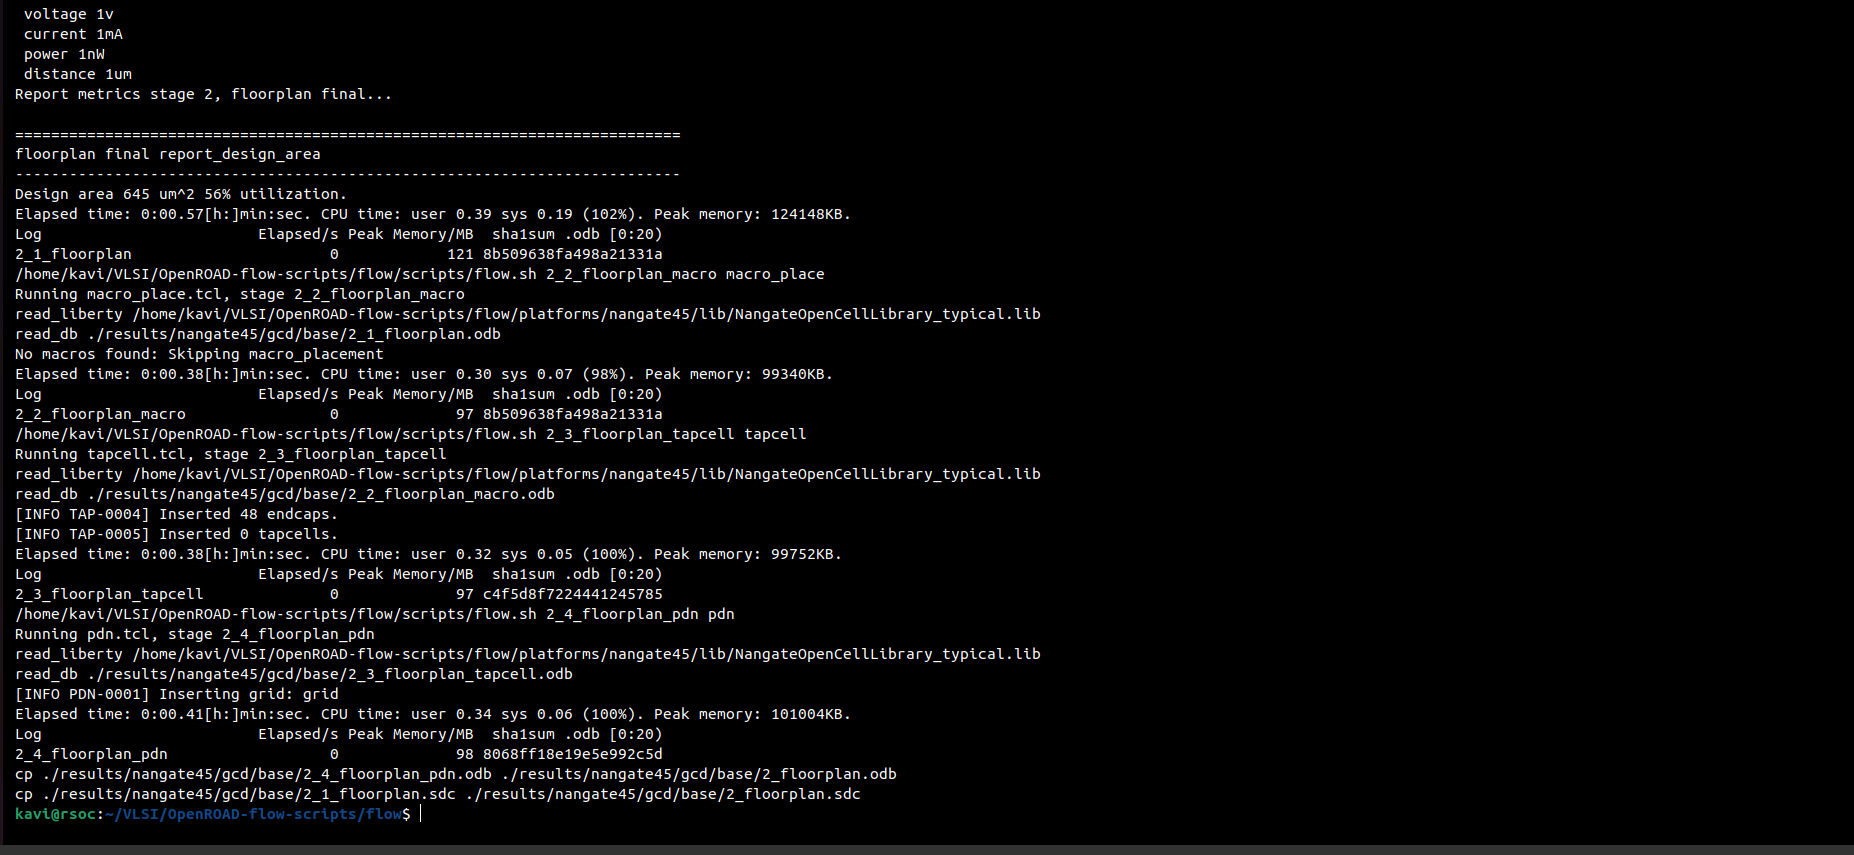 voltage 1v
current 1mA
power 1nW
distance 1um
Report metrics stage 2, floorplan final...
==========================================================================
floorplan final report_design_area
--------------------------------------------------------------------------
Design area 645 um^2 56% utilization.
Elapsed time: 0:00.57[h:]min:sec. CPU time: user 0.39 sys 0.19 (102%). Peak memory: 124148KB.
Log                        Elapsed/s Peak Memory/MB  sha1sum .odb [0:20)
2_1_floorplan                      0            121 8b509638fa498a21331a
/home/kavi/VLSI/OpenROAD-flow-scripts/flow/scripts/flow.sh 2_2_floorplan_macro macro_place
Running macro_place.tcl, stage 2_2_floorplan_macro
read_liberty /home/kavi/VLSI/OpenROAD-flow-scripts/flow/platforms/nangate45/lib/NangateOpenCellLibrary_typical.lib
read_db ./results/nangate45/gcd/base/2_1_floorplan.odb
No macros found: Skipping macro_placement
Elapsed time: 0:00.38[h:]min:sec. CPU time: user 0.30 sys 0.07 (98%). Peak memory: 99340KB.
Log                        Elapsed/s Peak Memory/MB  sha1sum .odb [0:20)
2_2_floorplan_macro                0             97 8b509638fa498a21331a
/home/kavi/VLSI/OpenROAD-flow-scripts/flow/scripts/flow.sh 2_3_floorplan_tapcell tapcell
Running tapcell.tcl, stage 2_3_floorplan_tapcell
read_liberty /home/kavi/VLSI/OpenROAD-flow-scripts/flow/platforms/nangate45/lib/NangateOpenCellLibrary_typical.lib
read_db ./results/nangate45/gcd/base/2_2_floorplan_macro.odb
[INFO TAP-0004] Inserted 48 endcaps.
[INFO TAP-0005] Inserted 0 tapcells.
Elapsed time: 0:00.38[h:]min:sec. CPU time: user 0.32 sys 0.05 (100%). Peak memory: 99752KB.
Log                        Elapsed/s Peak Memory/MB  sha1sum .odb [0:20)
2_3_floorplan_tapcell              0             97 c4f5d8f7224441245785
/home/kavi/VLSI/OpenROAD-flow-scripts/flow/scripts/flow.sh 2_4_floorplan_pdn pdn
Running pdn.tcl, stage 2_4_floorplan_pdn
read_liberty /home/kavi/VLSI/OpenROAD-flow-scripts/flow/platforms/nangate45/lib/NangateOpenCellLibrary_typical.lib
read_db ./results/nangate45/gcd/base/2_3_floorplan_tapcell.odb
[INFO PDN-0001] Inserting grid: grid
Elapsed time: 0:00.41[h:]min:sec. CPU time: user 0.34 sys 0.06 (100%). Peak memory: 101004KB.
Log                        Elapsed/s Peak Memory/MB  sha1sum .odb [0:20)
2_4_floorplan_pdn                  0             98 8068ff18e19e5e992c5d
cp ./results/nangate45/gcd/base/2_4_floorplan_pdn.odb ./results/nangate45/gcd/base/2_floorplan.odb
cp ./results/nangate45/gcd/base/2_1_floorplan.sdc ./results/nangate45/gcd/base/2_floorplan.sdc
kavi@rsoc:~/VLSI/OpenROAD-flow-scripts/flow$